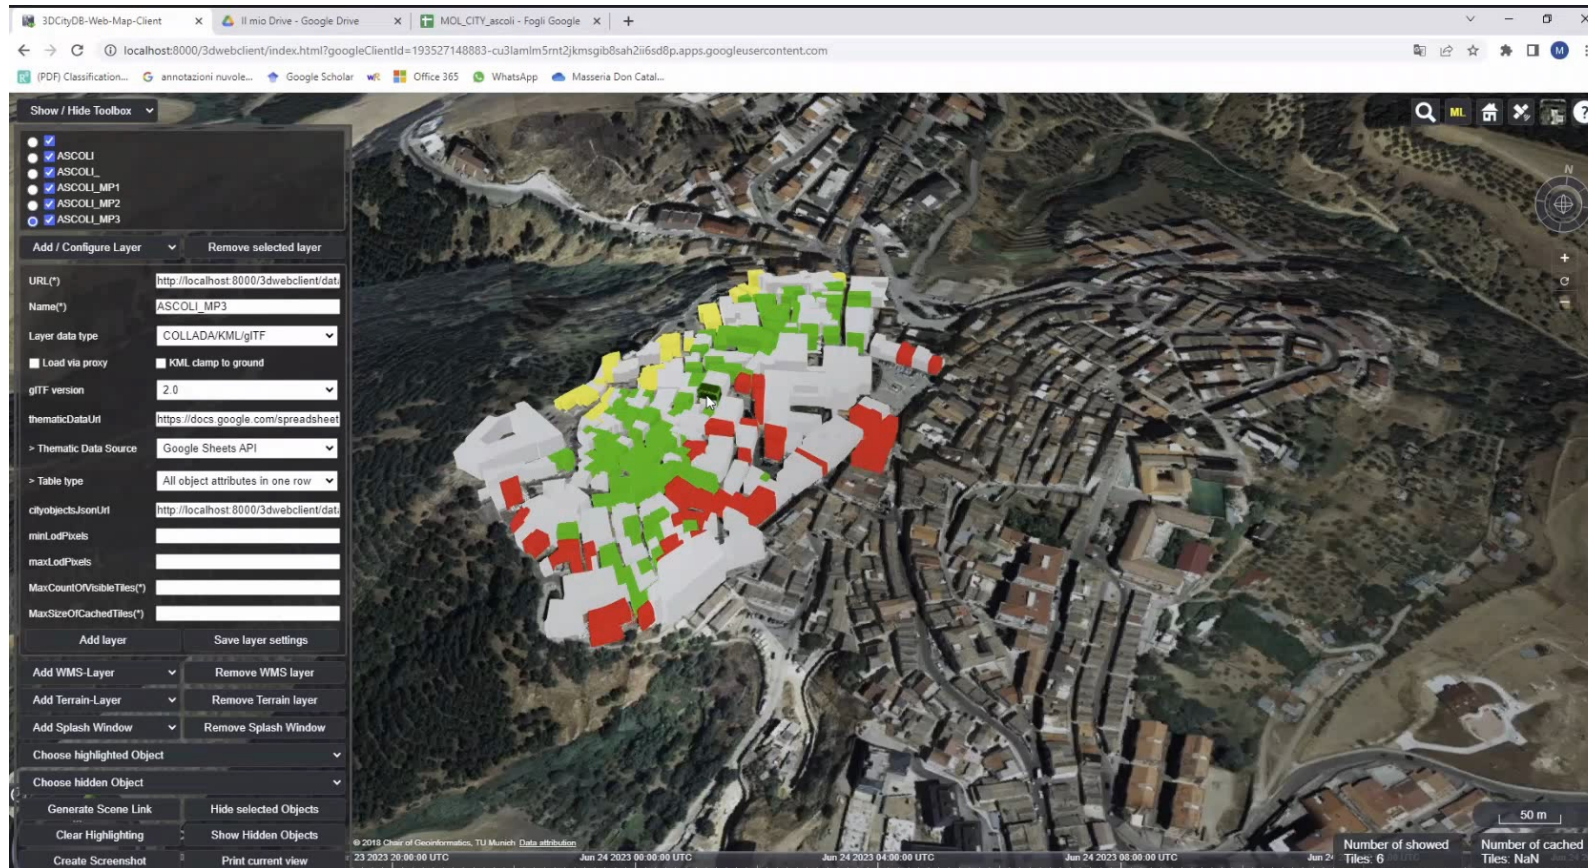 3DCityDB-Web-Map-Client
Il mio Drive - Google Drive
MOL_CITY_ascoli - Fogli Google
localhost:8000/3dwebclient/index.html?googleClientId=193527148883-cu3lamlm5rnt2jkmsgib8sah2ii6sd8p.apps.googleusercontent.com
M
(PDF) Classification...
annotazioni nuvole...
Google Scholar
Office 365
WhatsApp
Masseria Don Catal...
Show / Hide Toolbox
ML
?
ASCOLI
ASCOLI_
ASCOLI_MP1
ASCOLI_MP2
ASCOLI_MP3
N
Add / Configure Layer
Remove selected layer
URL(*)
http://localhost:8000/3dwebclient/data
Name(*)
ASCOLI_MP3
Layer data type
COLLADA/KML/glTF
Load via proxy
KML clamp to ground
glTF version
2.0
thematicDataUrl
https://docs.google.com/spreadsheet
> Thematic Data Source
Google Sheets API
> Table type
All object attributes in one row
cityobjectsJsonUrl
http://localhost:8000/3dwebclient/data
minLodPixels
maxLodPixels
MaxCountOfVisibleTiles(*)
MaxSizeOfCachedTiles(*)
Add layer
Save layer settings
Add WMS-Layer
Remove WMS layer
Add Terrain-Layer
Remove Terrain layer
Add Splash Window
Remove Splash Window
Choose highlighted Object
Choose hidden Object
Generate Scene Link
Hide selected Objects
Clear Highlighting
Show Hidden Objects
Create Screenshot
Print current view
50 m
© 2018 Chair of Geoinformatics, TU Munich Data attribution
23 2023 20:00:00 UTC
Jun 24 2023 00:00:00 UTC
Jun 24 2023 04:00:00 UTC
Jun 24 2023 08:00:00 UTC
Number of showed
Tiles: 6
Number of cached
Tiles: NaN